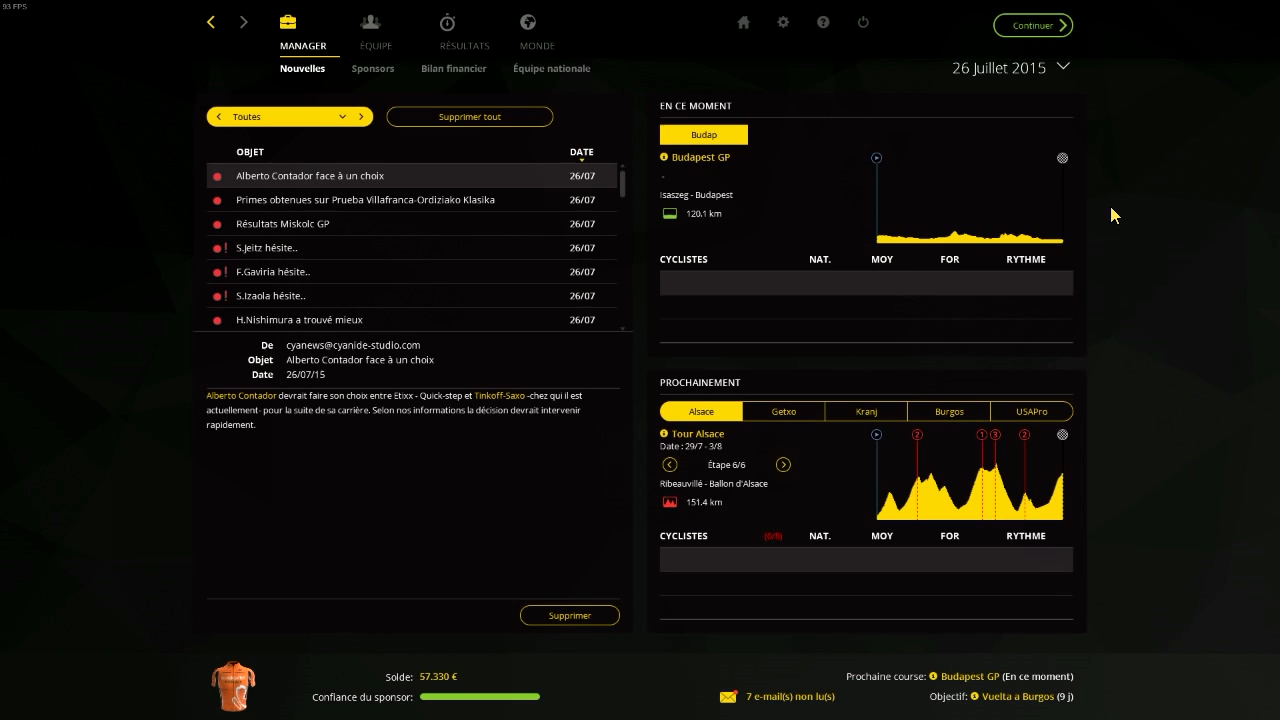 93 FPS
MANAGER
ÉQUIPE
RÉSULTATS
MONDE
Continuer
Nouvelles
Sponsors
Bilan financier
Équipe nationale
26 Juillet 2015
Toutes
Supprimer tout
OBJET DATE
Alberto Contador face à un choix 26/07
Primes obtenues sur Prueba Villafranca-Ordiziako Klasika 26/07
Résultats Miskolc GP 26/07
! S.Jeitz hésite.. 26/07
! F.Gaviria hésite.. 26/07
! S.Izaola hésite.. 26/07
H.Nishimura a trouvé mieux 26/07
De cyanews@cyanide-studio.com
Objet Alberto Contador face à un choix
Date 26/07/15
Alberto Contador devrait faire son choix entre Etixx - Quick-step et Tinkoff-Saxo -chez qui il est
actuellement- pour la suite de sa carrière. Selon nos informations la décision devrait intervenir
rapidement.
Supprimer
EN CE MOMENT
Budap
Budapest GP
-
Isaszeg - Budapest
120.1 km
CYCLISTES NAT. MOY FOR RYTHME
PROCHAINEMENT
Alsace Getxo Kranj Burgos USAPro
Tour Alsace
Date : 29/7 - 3/8
Étape 6/6
Ribeauvillé - Ballon d'Alsace
151.4 km
2 1 3 2
CYCLISTES (0/8) NAT. MOY FOR RYTHME
Solde: 57.330 €
Confiance du sponsor:
7 e-mail(s) non lu(s)
Prochaine course: Budapest GP (En ce moment)
Objectif: Vuelta a Burgos (9 j)